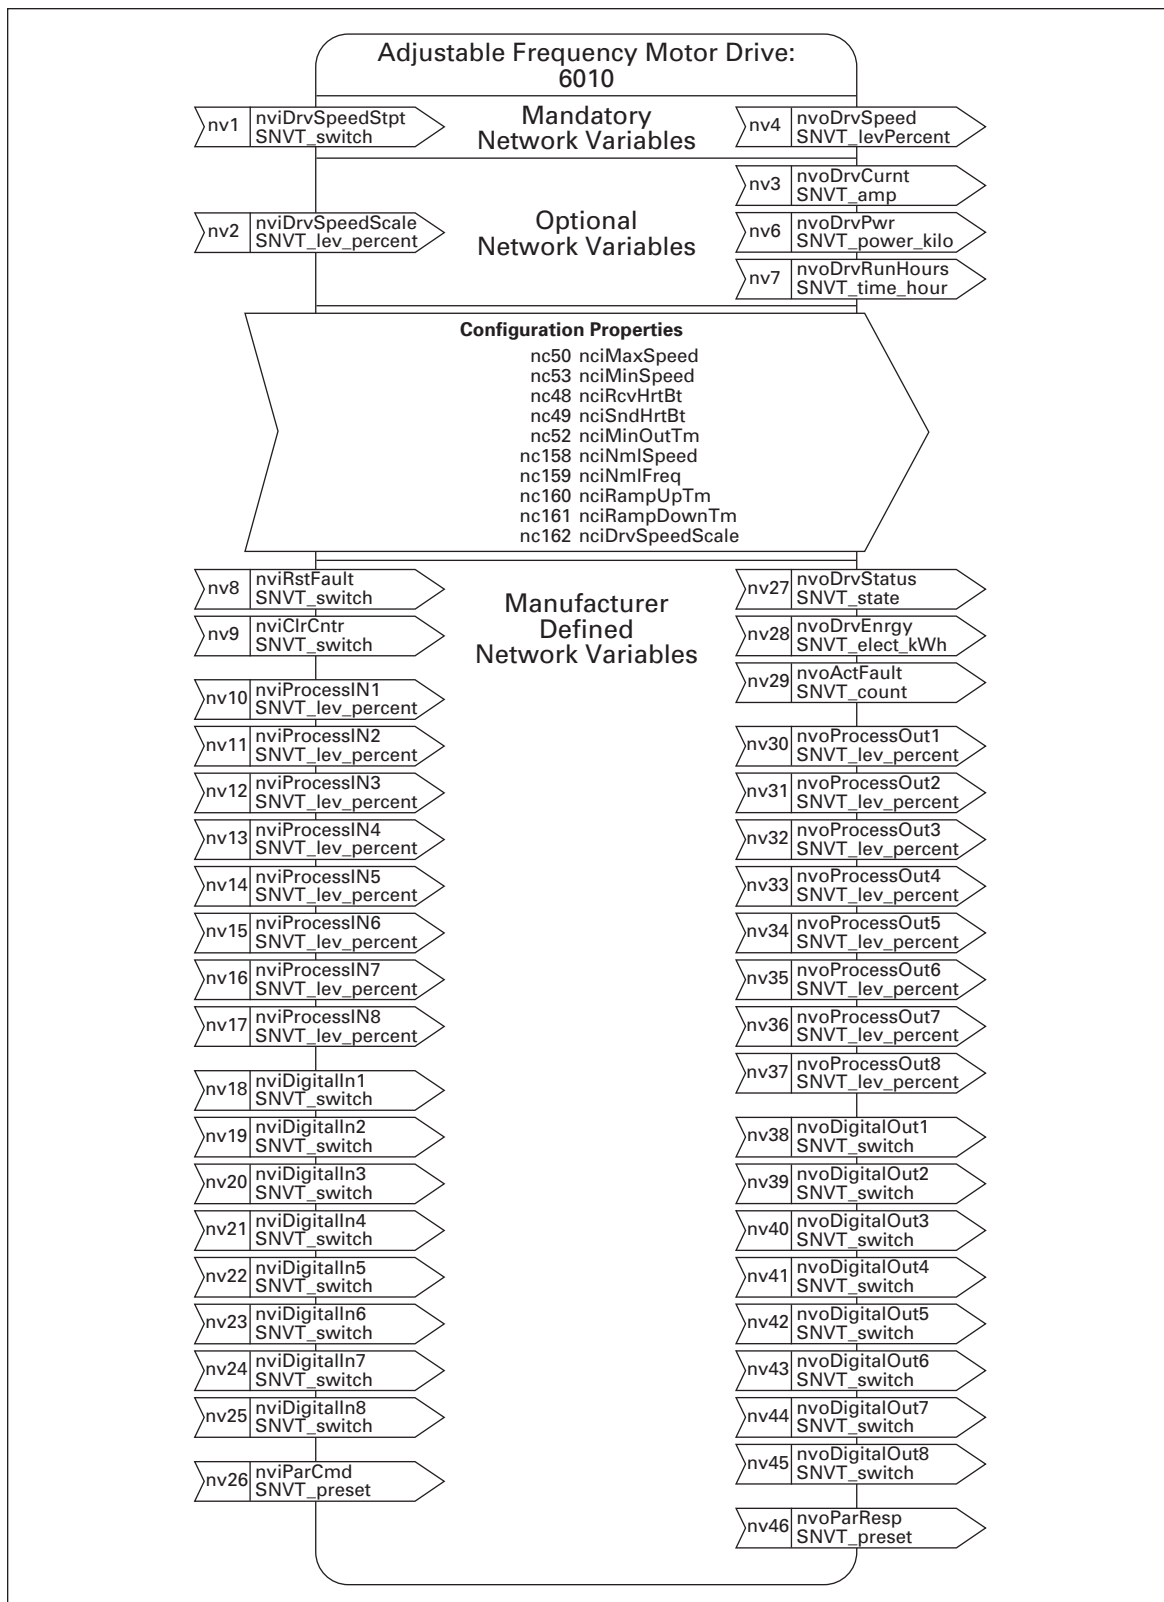 Adjustable Frequency Motor Drive:
6010
Mandatory
Network Variables
nv1
nviDrvSpeedStpt
SNVT_switch
nv4
nvoDrvSpeed
SNVT_levPercent
Optional
Network Variables
nv2
nviDrvSpeedScale
SNVT_lev_percent
nv3
nvoDrvCurnt
SNVT_amp
nv6
nvoDrvPwr
SNVT_power_kilo
nv7
nvoDrvRunHours
SNVT_time_hour
Configuration Properties
nc50 nciMaxSpeed
nc53 nciMinSpeed
nc48 nciRcvHrtBt
nc49 nciSndHrtBt
nc52 nciMinOutTm
nc158 nciNmlSpeed
nc159 nciNmlFreq
nc160 nciRampUpTm
nc161 nciRampDownTm
nc162 nciDrvSpeedScale
Manufacturer
Defined
Network Variables
nv8
nviRstFault
SNVT_switch
nv9
nviClrCntr
SNVT_switch
nv10
nviProcessIN1
SNVT_lev_percent
nv11
nviProcessIN2
SNVT_lev_percent
nv12
nviProcessIN3
SNVT_lev_percent
nv13
nviProcessIN4
SNVT_lev_percent
nv14
nviProcessIN5
SNVT_lev_percent
nv15
nviProcessIN6
SNVT_lev_percent
nv16
nviProcessIN7
SNVT_lev_percent
nv17
nviProcessIN8
SNVT_lev_percent
nv18
nviDigitalIn1
SNVT_switch
nv19
nviDigitalIn2
SNVT_switch
nv20
nviDigitalIn3
SNVT_switch
nv21
nviDigitalIn4
SNVT_switch
nv22
nviDigitalIn5
SNVT_switch
nv23
nviDigitalIn6
SNVT_switch
nv24
nviDigitalIn7
SNVT_switch
nv25
nviDigitalIn8
SNVT_switch
nv26
nviParCmd
SNVT_preset
nv27
nvoDrvStatus
SNVT_state
nv28
nvoDrvEnrgy
SNVT_elect_kWh
nv29
nvoActFault
SNVT_count
nv30
nvoProcessOut1
SNVT_lev_percent
nv31
nvoProcessOut2
SNVT_lev_percent
nv32
nvoProcessOut3
SNVT_lev_percent
nv33
nvoProcessOut4
SNVT_lev_percent
nv34
nvoProcessOut5
SNVT_lev_percent
nv35
nvoProcessOut6
SNVT_lev_percent
nv36
nvoProcessOut7
SNVT_lev_percent
nv37
nvoProcessOut8
SNVT_lev_percent
nv38
nvoDigitalOut1
SNVT_switch
nv39
nvoDigitalOut2
SNVT_switch
nv40
nvoDigitalOut3
SNVT_switch
nv41
nvoDigitalOut4
SNVT_switch
nv42
nvoDigitalOut5
SNVT_switch
nv43
nvoDigitalOut6
SNVT_switch
nv44
nvoDigitalOut7
SNVT_switch
nv45
nvoDigitalOut8
SNVT_switch
nv46
nvoParResp
SNVT_preset